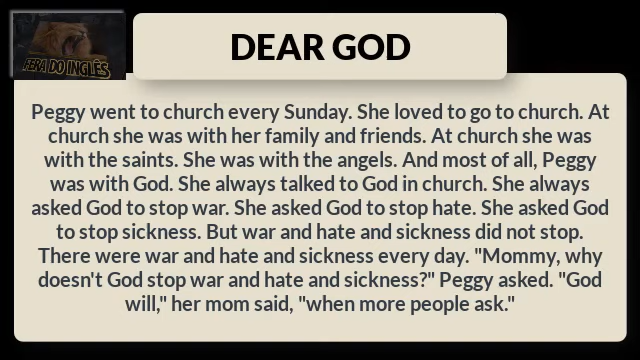 FERA DO INGLÊS
DEAR GOD
Peggy went to church every Sunday. She loved to go to church. At
church she was with her family and friends. At church she was
with the saints. She was with the angels. And most of all, Peggy
was with God. She always talked to God in church. She always
asked God to stop war. She asked God to stop hate. She asked God
to stop sickness. But war and hate and sickness did not stop.
There were war and hate and sickness every day. "Mommy, why
doesn't God stop war and hate and sickness?" Peggy asked. "God
will," her mom said, "when more people ask."